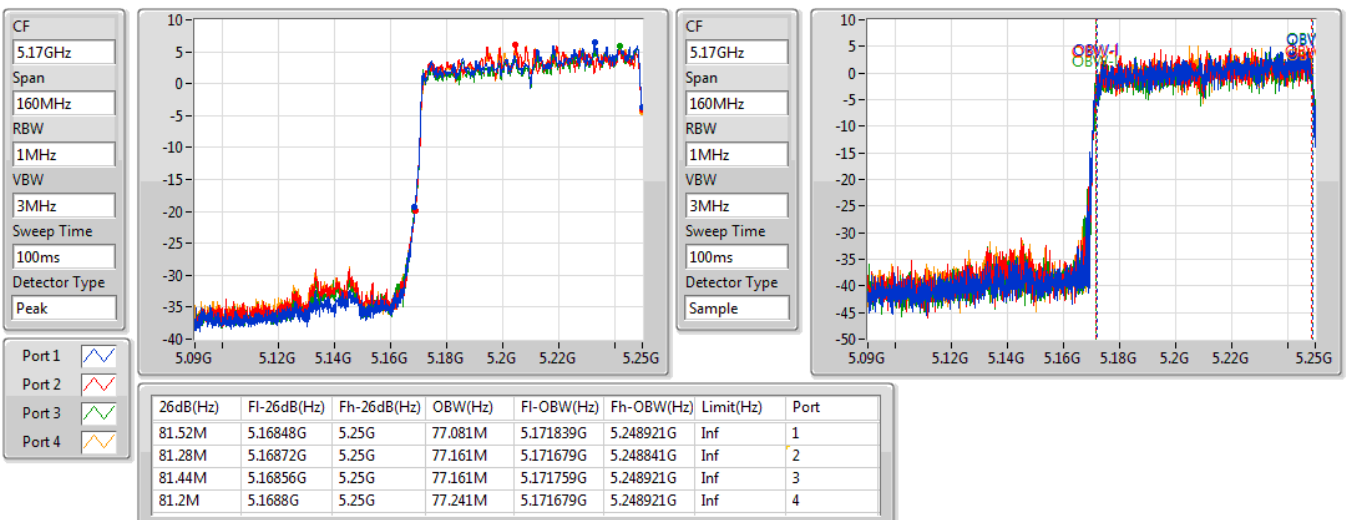 CF
5.17GHz
Span
160MHz
RBW
1MHz
VBW
3MHz
Sweep Time
100ms
Detector Type
Peak
Port 1
Port 2
Port 3
Port 4
10
5
0
-5
-10
-15
-20
-25
-30
-35
-40
5.09G 5.12G 5.14G 5.16G 5.18G 5.2G 5.22G 5.25G
CF
5.17GHz
Span
160MHz
RBW
1MHz
VBW
3MHz
Sweep Time
100ms
Detector Type
Sample
10
5
0
-5
-10
-15
-20
-25
-30
-35
-40
-45
-50
5.09G 5.12G 5.14G 5.16G 5.18G 5.2G 5.22G 5.25G
26dB(Hz) Fl-26dB(Hz) Fh-26dB(Hz) OBW(Hz) Fl-OBW(Hz) Fh-OBW(Hz) Limit(Hz) Port
81.52M 5.16848G 5.25G 77.081M 5.171839G 5.248921G Inf 1
81.28M 5.16872G 5.25G 77.161M 5.171679G 5.248841G Inf 2
81.44M 5.16856G 5.25G 77.161M 5.171759G 5.248921G Inf 3
81.2M 5.1688G 5.25G 77.241M 5.171679G 5.248921G Inf 4